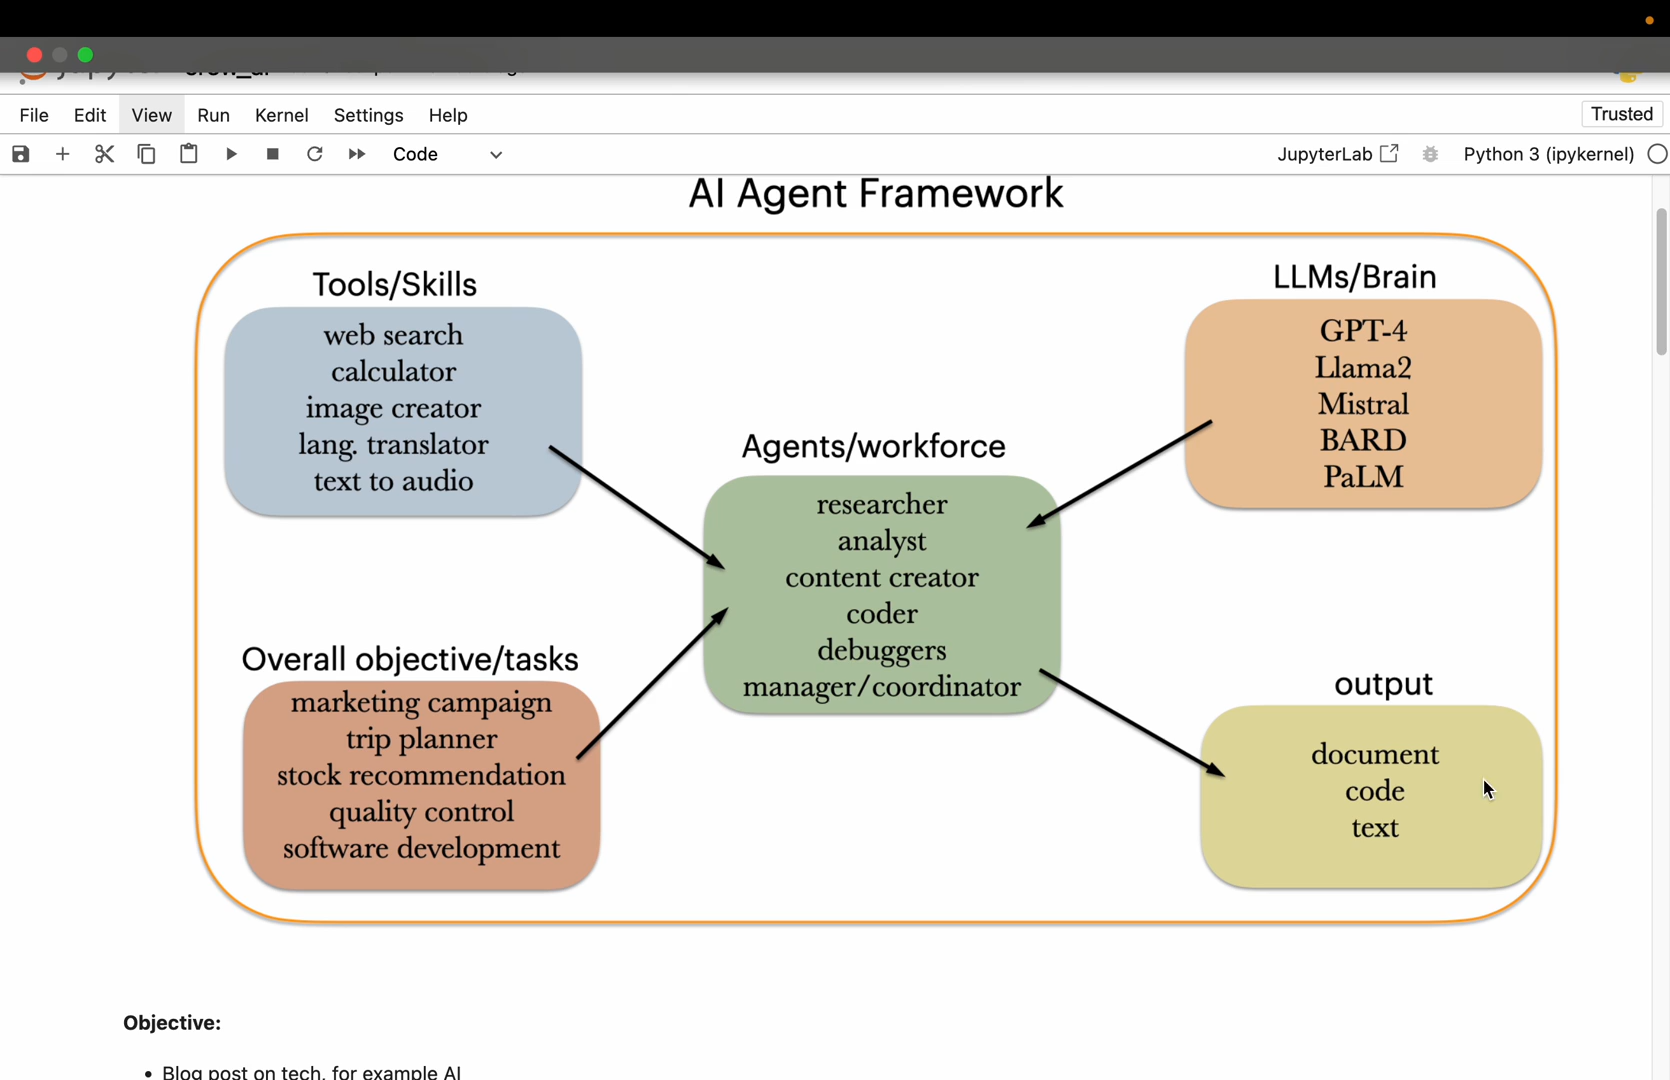 File Edit View Run Kernel Settings Help
Trusted
Code
JupyterLab
Python 3 (ipykernel)
AI Agent Framework
Tools/Skills
web search
calculator
image creator
lang. translator
text to audio
LLMs/Brain
GPT-4
Llama2
Mistral
BARD
PaLM
Agents/workforce
researcher
analyst
content creator
coder
debuggers
manager/coordinator
Overall objective/tasks
marketing campaign
trip planner
stock recommendation
quality control
software development
output
document
code
text
Objective:
• Blog post on tech, for example AI